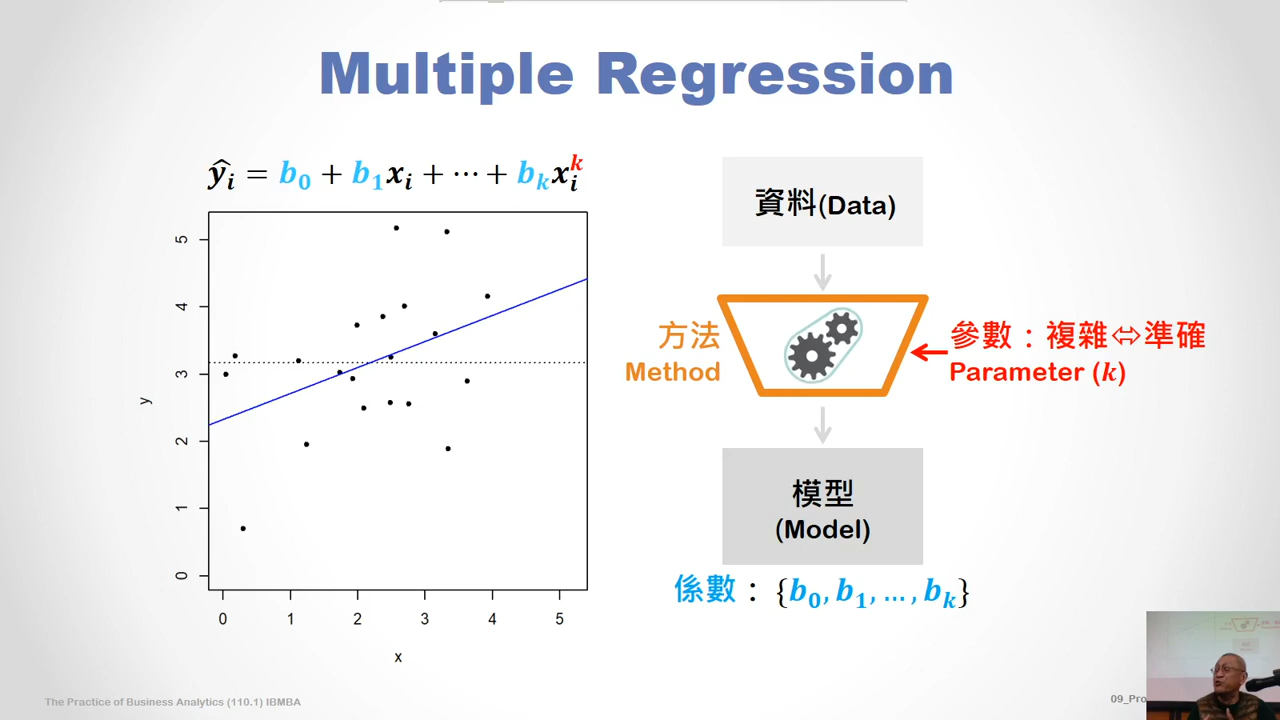 Multiple Regression
ŷᵢ = b₀ + b₁xᵢ + ⋯ + bₖxᵢᵏ
5
4
3
2
1
0
y
0 1 2 3 4 5
x
資料(Data)
方法
Method
參數：複雜⇔準確
Parameter (k)
模型
(Model)
係數： {b₀, b₁, …, bₖ}
The Practice of Business Analytics (110.1) IBMBA